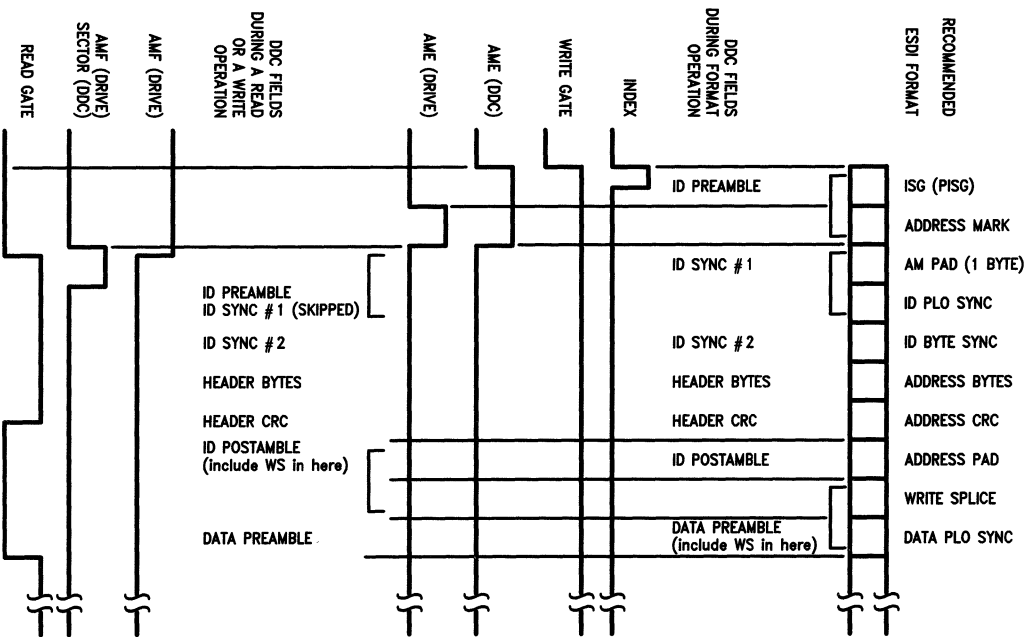 RECOMMENDED
ESDI FORMAT
DDC FIELDS
DURING FORMAT
OPERATION
INDEX
WRITE GATE
AME (DDC)
AME (DRIVE)
DDC FIELDS
DURING A READ
OR A WRITE
OPERATION
AMF (DRIVE)
AMF (DRIVE)
SECTOR (DDC)
READ GATE
ISG (PISG)
ADDRESS MARK
AM PAD (1 BYTE)
ID PLO SYNC
ID BYTE SYNC
ADDRESS BYTES
ADDRESS CRC
ADDRESS PAD
WRITE SPLICE
DATA PLO SYNC
ID PREAMBLE
ID SYNC #1
ID SYNC #2
HEADER BYTES
HEADER CRC
ID POSTAMBLE
DATA PREAMBLE
(include WS in here)
ID PREAMBLE
ID SYNC #1 (SKIPPED)
ID SYNC #2
HEADER BYTES
HEADER CRC
ID POSTAMBLE
(include WS in here)
DATA PREAMBLE